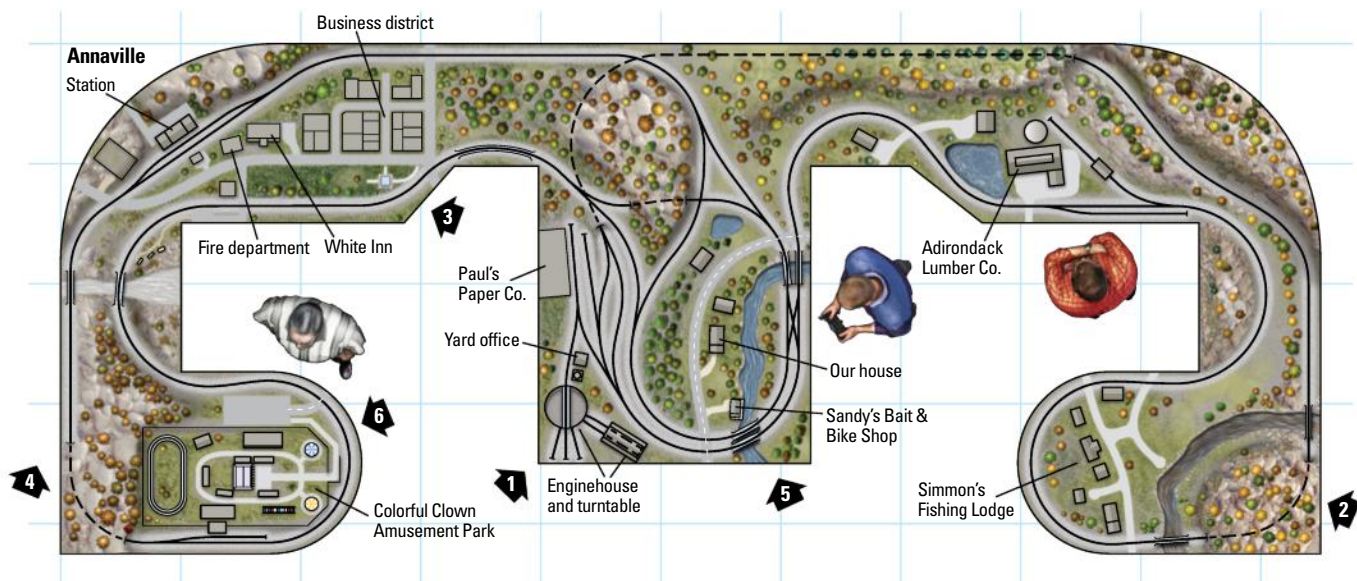 Business district
Annaville
Station
3
Fire department
White Inn
Paul's
Paper Co.
Yard office
Adirondack
Lumber Co.
Our house
Sandy's Bait &
Bike Shop
6
4
1
5
2
Colorful Clown
Amusement Park
Enginehouse
and turntable
Simmon's
Fishing Lodge